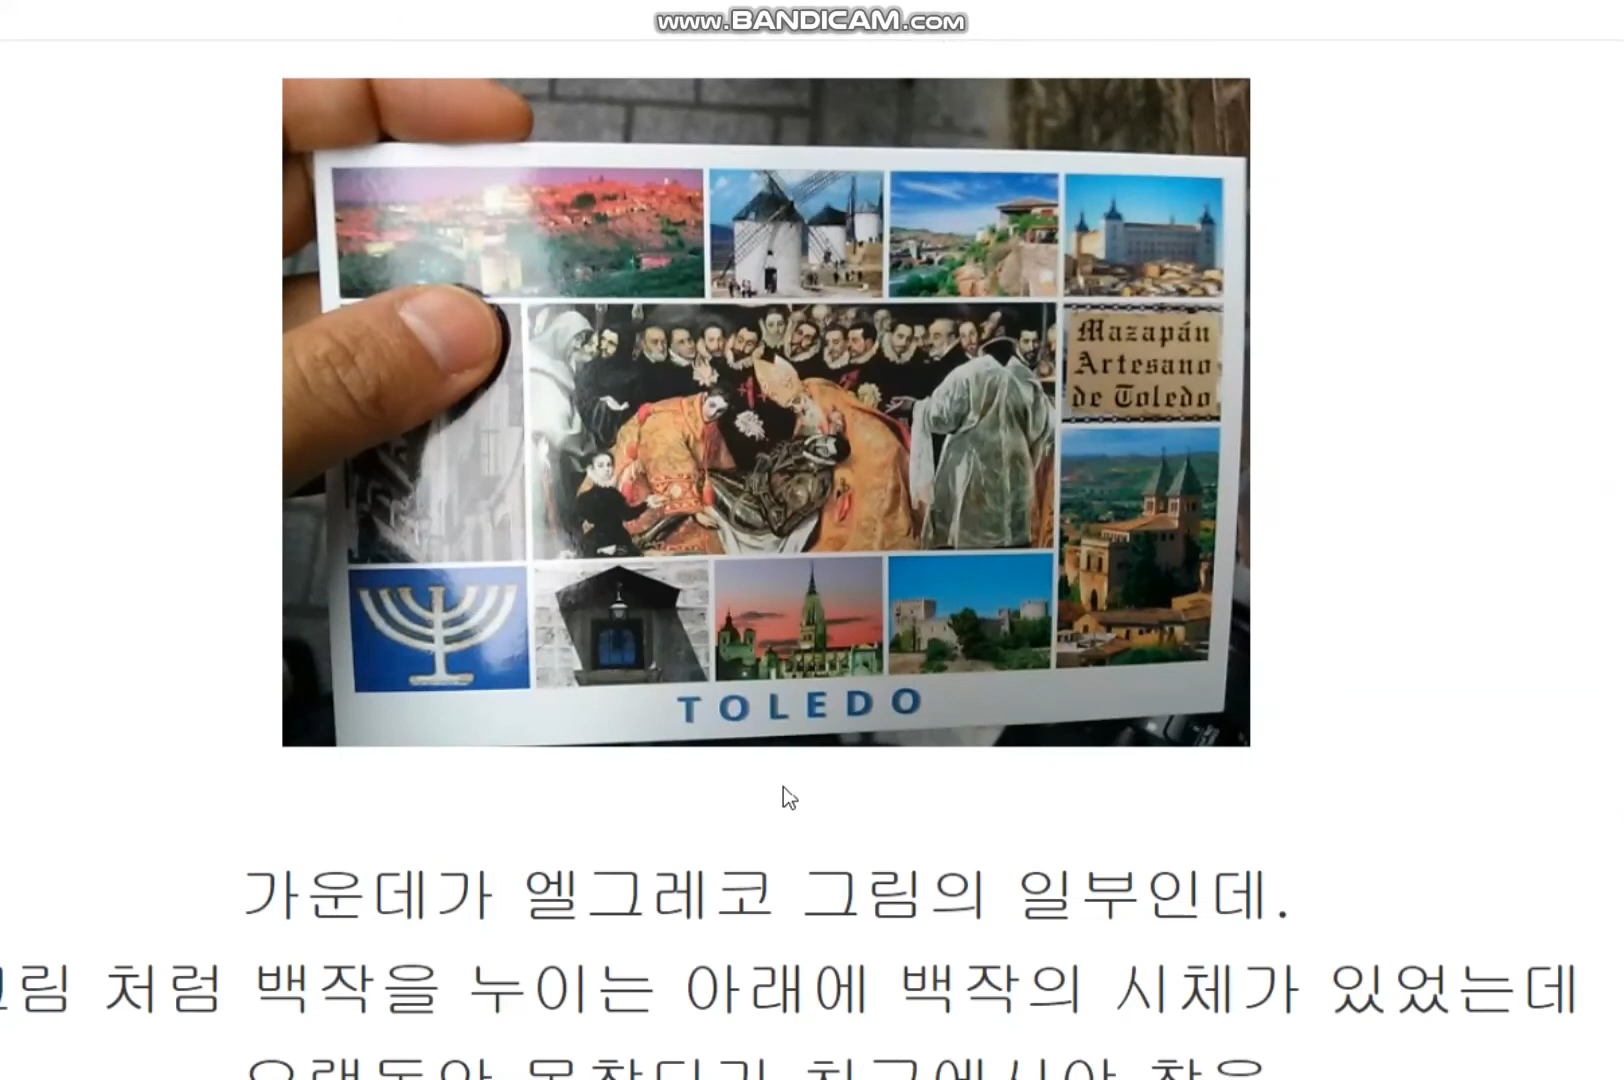 www.BANDICAM.com
Mazapán
Artesano
de Toledo
TOLEDO
가운데가 엘그레코 그림의 일부인데.
처럼 백작을 누이는 아래에 백작의 시체가 있었는데